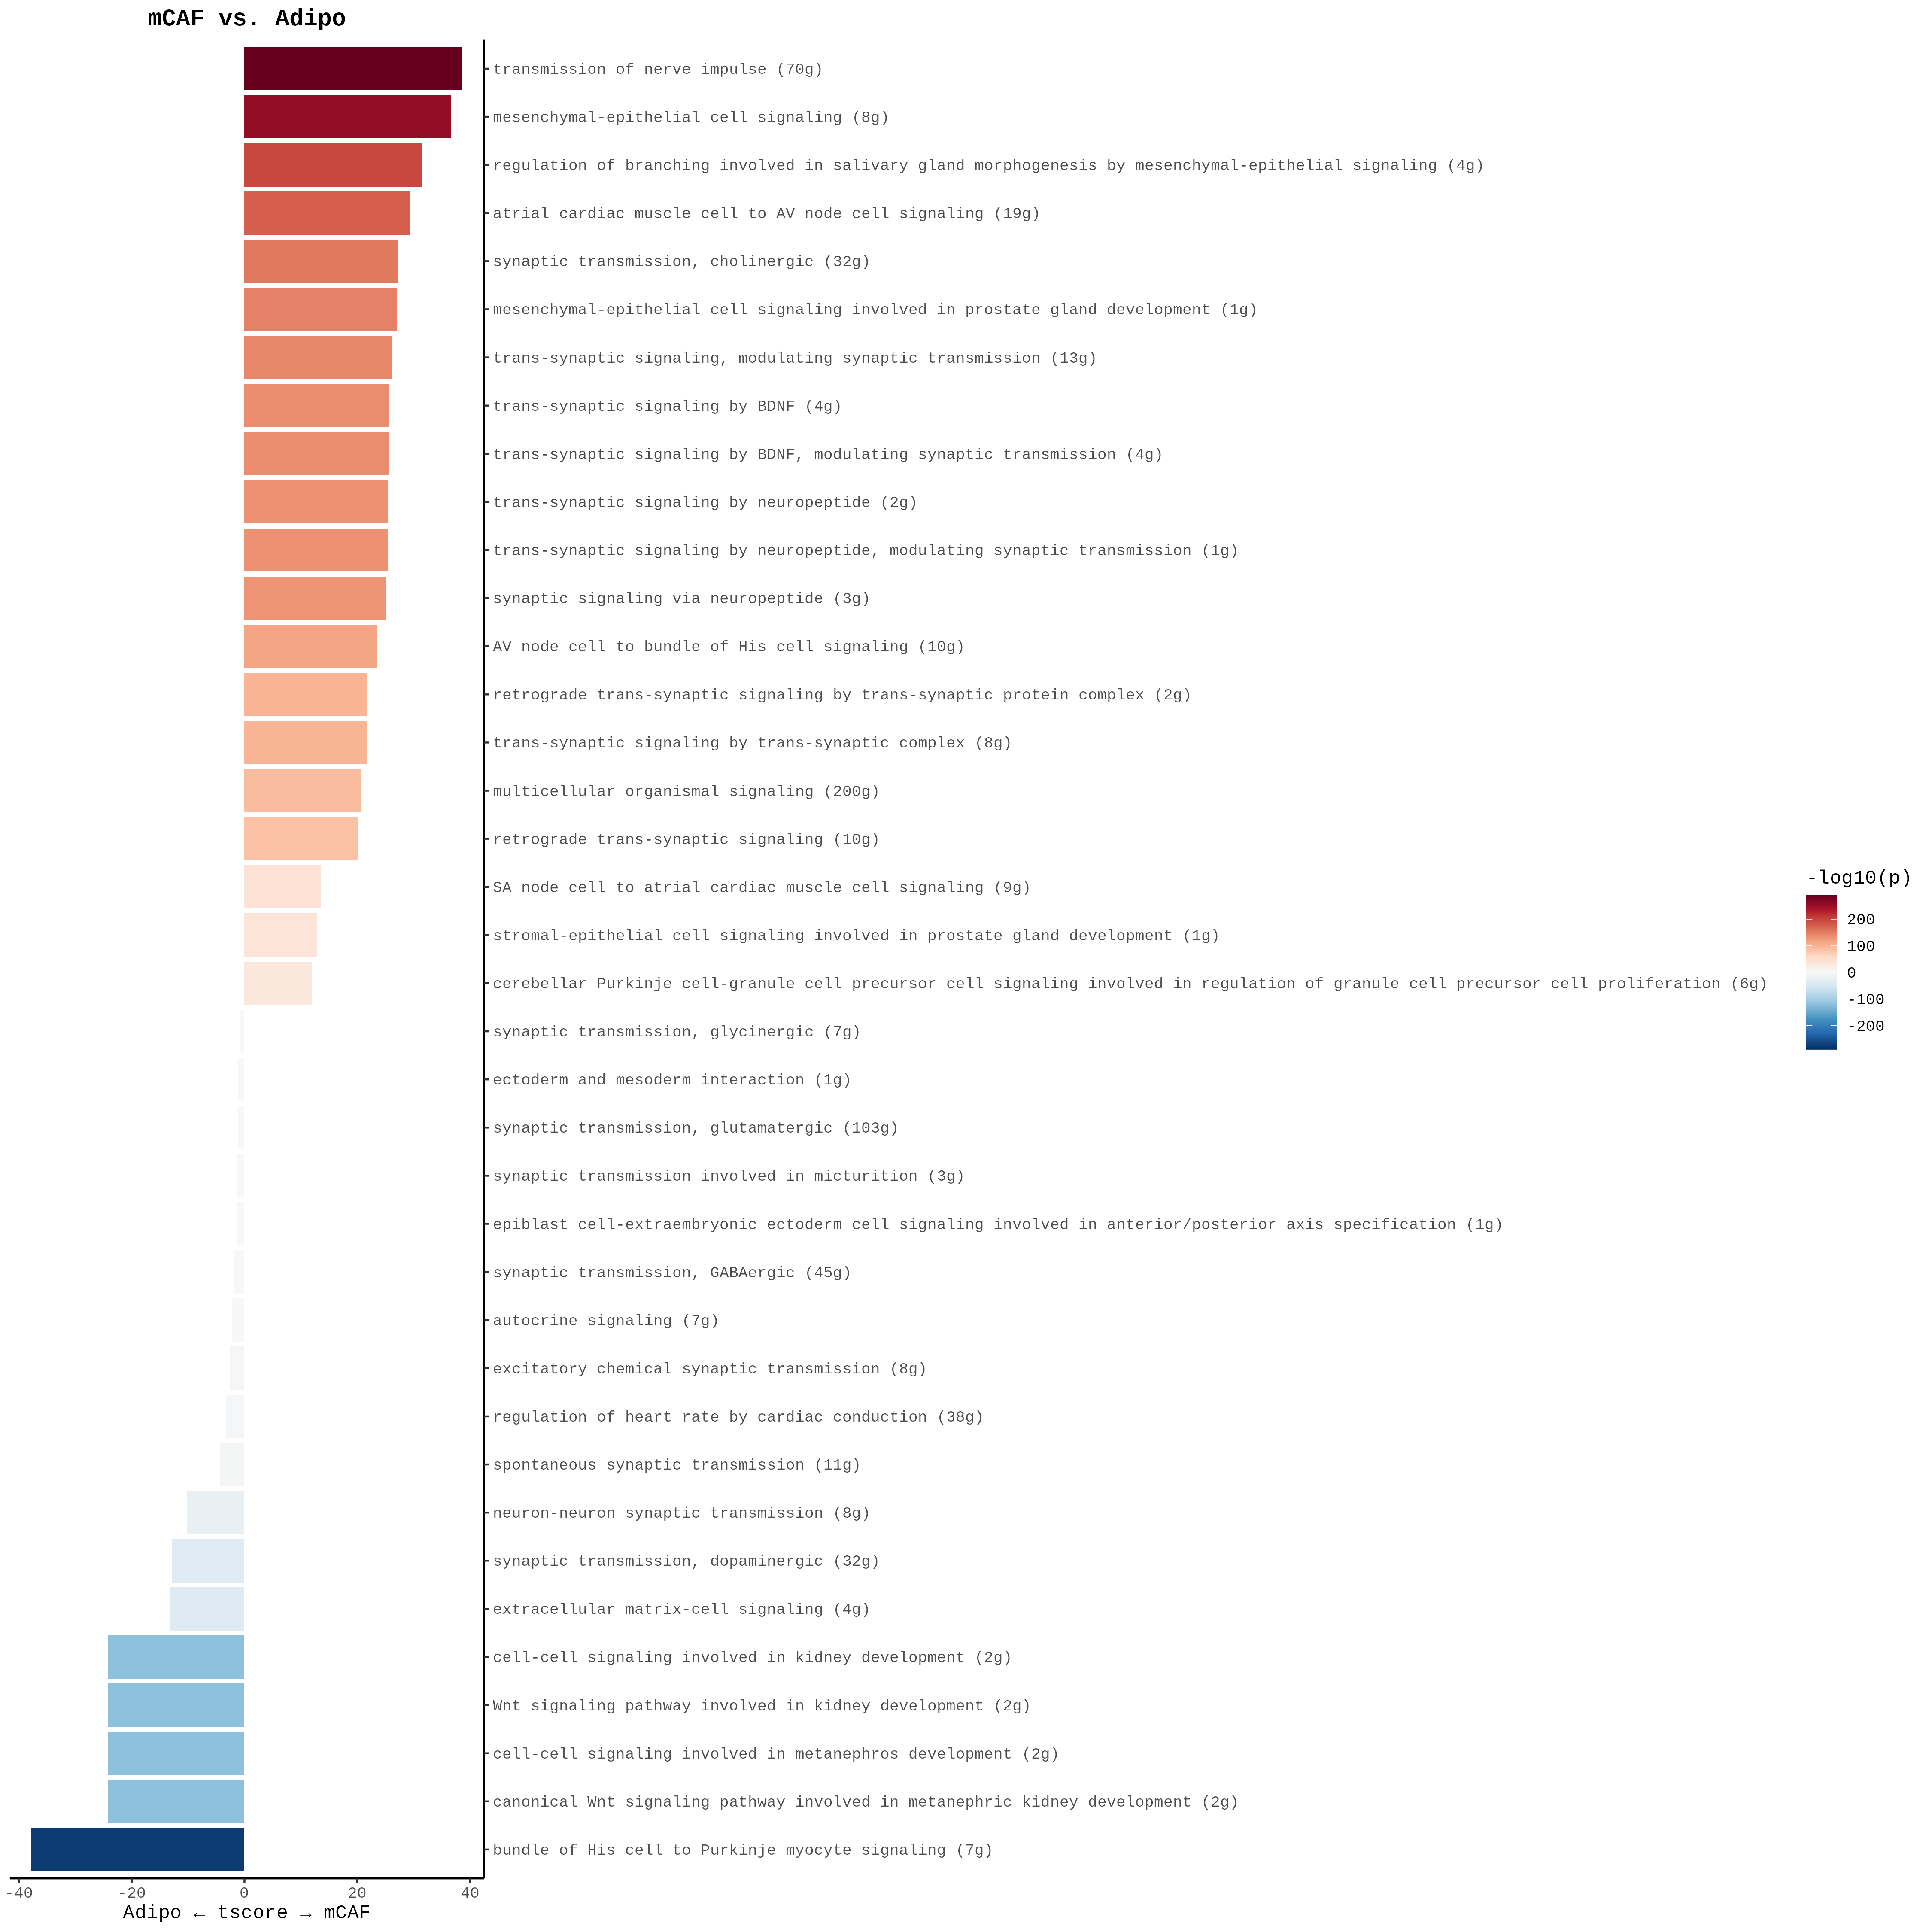 mCAF vs. Adipo
transmission of nerve impulse (70g)
mesenchymal-epithelial cell signaling (8g)
regulation of branching involved in salivary gland morphogenesis by mesenchymal-epithelial signaling (4g)
atrial cardiac muscle cell to AV node cell signaling (19g)
synaptic transmission, cholinergic (32g)
mesenchymal-epithelial cell signaling involved in prostate gland development (1g)
trans-synaptic signaling, modulating synaptic transmission (13g)
trans-synaptic signaling by BDNF (4g)
trans-synaptic signaling by BDNF, modulating synaptic transmission (4g)
trans-synaptic signaling by neuropeptide (2g)
trans-synaptic signaling by neuropeptide, modulating synaptic transmission (1g)
synaptic signaling via neuropeptide (3g)
AV node cell to bundle of His cell signaling (10g)
retrograde trans-synaptic signaling by trans-synaptic protein complex (2g)
trans-synaptic signaling by trans-synaptic complex (8g)
multicellular organismal signaling (200g)
retrograde trans-synaptic signaling (10g)
SA node cell to atrial cardiac muscle cell signaling (9g)
stromal-epithelial cell signaling involved in prostate gland development (1g)
cerebellar Purkinje cell-granule cell precursor cell signaling involved in regulation of granule cell precursor cell proliferation (6g)
synaptic transmission, glycinergic (7g)
ectoderm and mesoderm interaction (1g)
synaptic transmission, glutamatergic (103g)
synaptic transmission involved in micturition (3g)
epiblast cell-extraembryonic ectoderm cell signaling involved in anterior/posterior axis specification (1g)
synaptic transmission, GABAergic (45g)
autocrine signaling (7g)
excitatory chemical synaptic transmission (8g)
regulation of heart rate by cardiac conduction (38g)
spontaneous synaptic transmission (11g)
neuron-neuron synaptic transmission (8g)
synaptic transmission, dopaminergic (32g)
extracellular matrix-cell signaling (4g)
cell-cell signaling involved in kidney development (2g)
Wnt signaling pathway involved in kidney development (2g)
cell-cell signaling involved in metanephros development (2g)
canonical Wnt signaling pathway involved in metanephric kidney development (2g)
bundle of His cell to Purkinje myocyte signaling (7g)
-40 -20 0 20 40
Adipo ← tscore → mCAF
-log10(p)
200
100
0
-100
-200